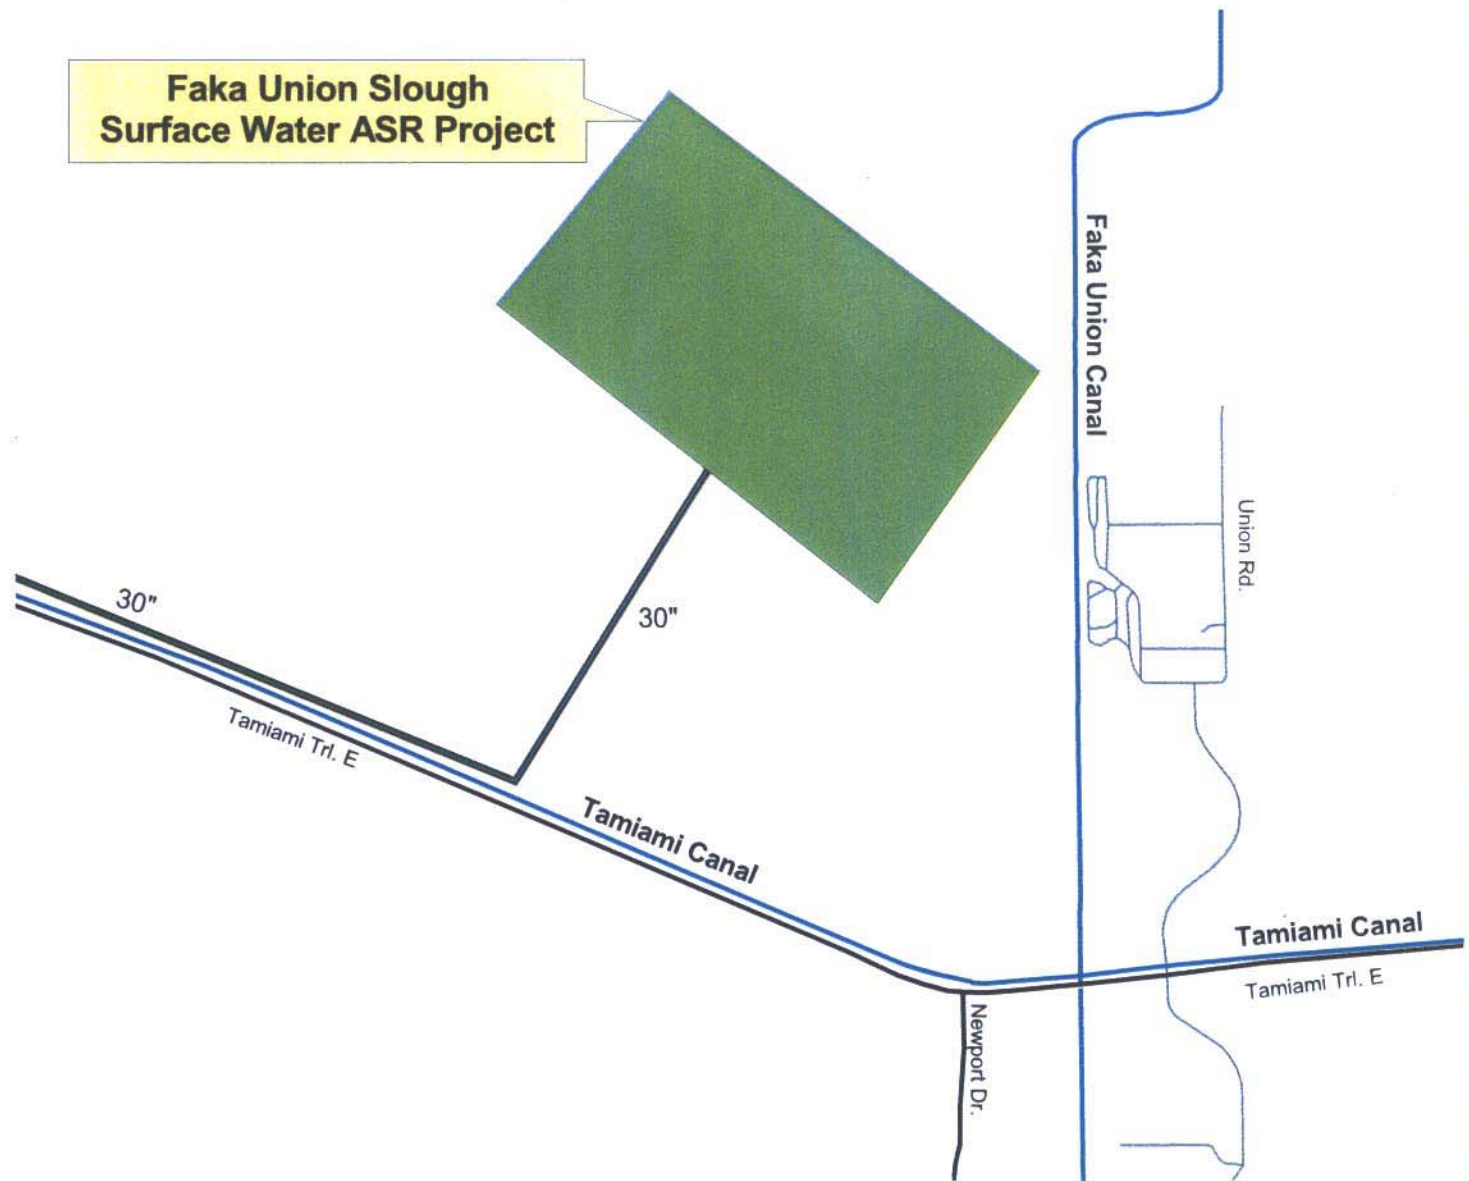 Faka Union Slough
Surface Water ASR Project
Faka Union Canal
Union Rd.
30"
30"
Tamiami Trl. E
Tamiami Canal
Tamiami Canal
Tamiami Trl. E
Newport Dr.